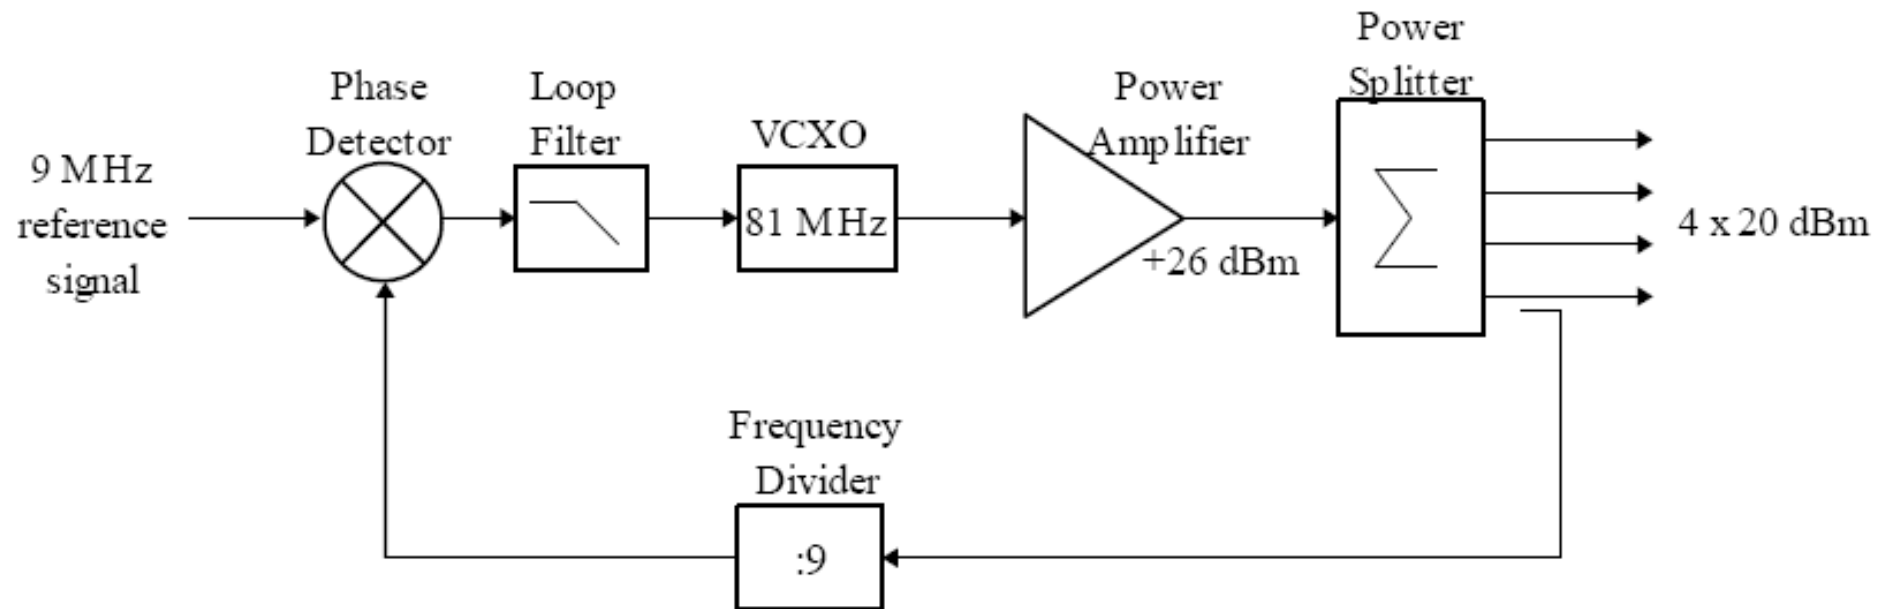 Power
Splitter
Phase
Detector
Loop
Filter
Power
Amplifier
VCXO
9 MHz
reference
signal
81 MHz
+26 dBm
4 x 20 dBm
Frequency
Divider
:9